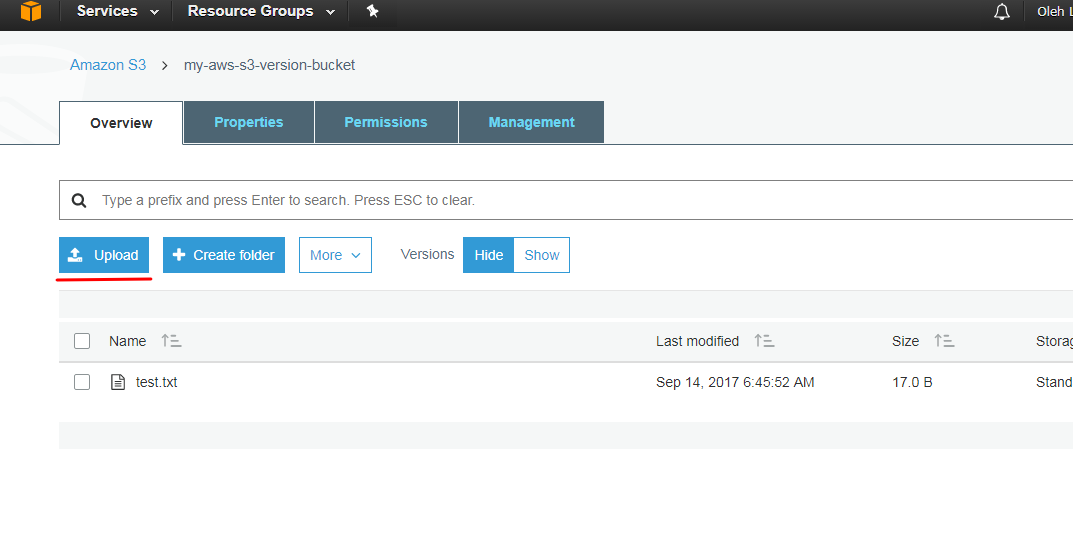 Services Resource Groups Oleh
Amazon S3 > my-aws-s3-version-bucket
Overview Properties Permissions Management
Type a prefix and press Enter to search. Press ESC to clear.
Upload Create folder More Versions Hide Show
Name Last modified Size
test.txt Sep 14, 2017 6:45:52 AM 17.0 B